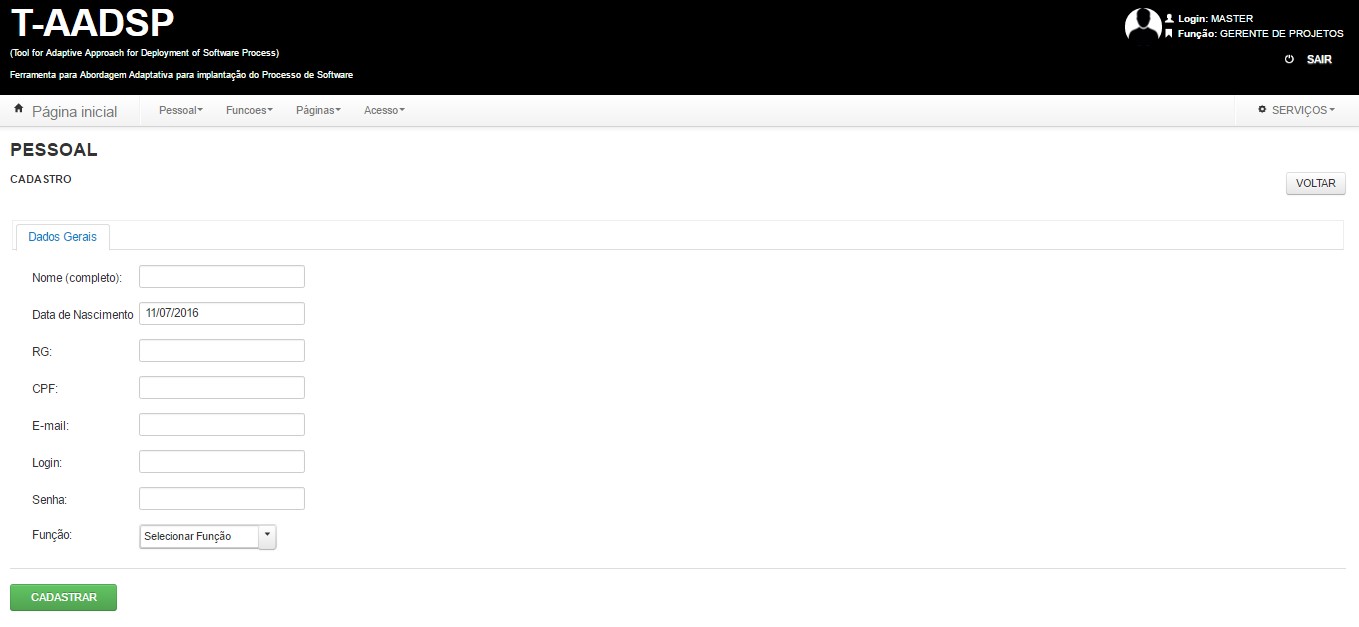 T-AADSP
(Tool for Adaptive Approach for Deployment of Software Process)
Ferramenta para Abordagem Adaptativa para implantação do Processo de Software
Login: MASTER
Função: GERENTE DE PROJETOS
SAIR
Página inicial Pessoal Funcoes Páginas Acesso SERVIÇOS
PESSOAL
CADASTRO
VOLTAR
Dados Gerais
Nome (completo):
Data de Nascimento 11/07/2016
RG:
CPF:
E-mail:
Login:
Senha:
Função: Selecionar Função
CADASTRAR